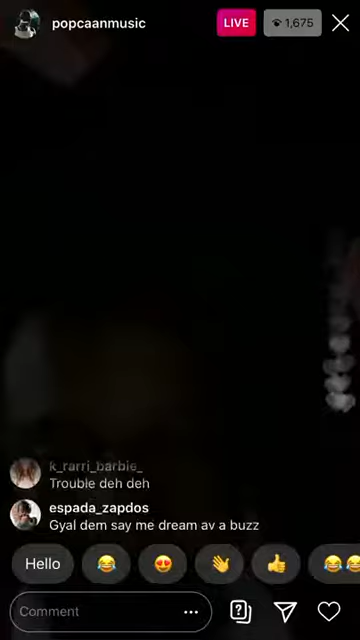 popcaanmusic LIVE 1,675
k_rarri_barbie_
Trouble deh deh
espada_zapdos
Gyal dem say me dream av a buzz
Hello
Comment